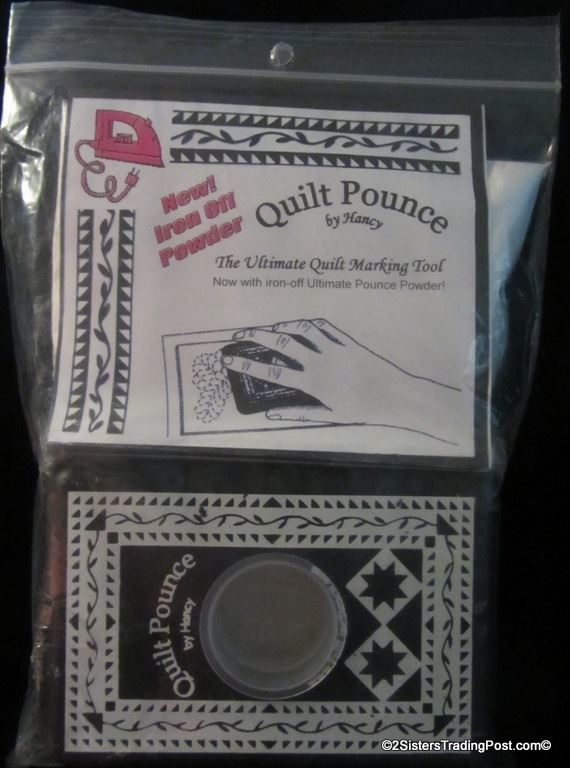 New!
Iron Off
Powder
Quilt Pounce
by Hancy
The Ultimate Quilt Marking Tool
Now with iron-off Ultimate Pounce Powder!
Quilt Pounce
by Hancy
©2SistersTradingPost.com©